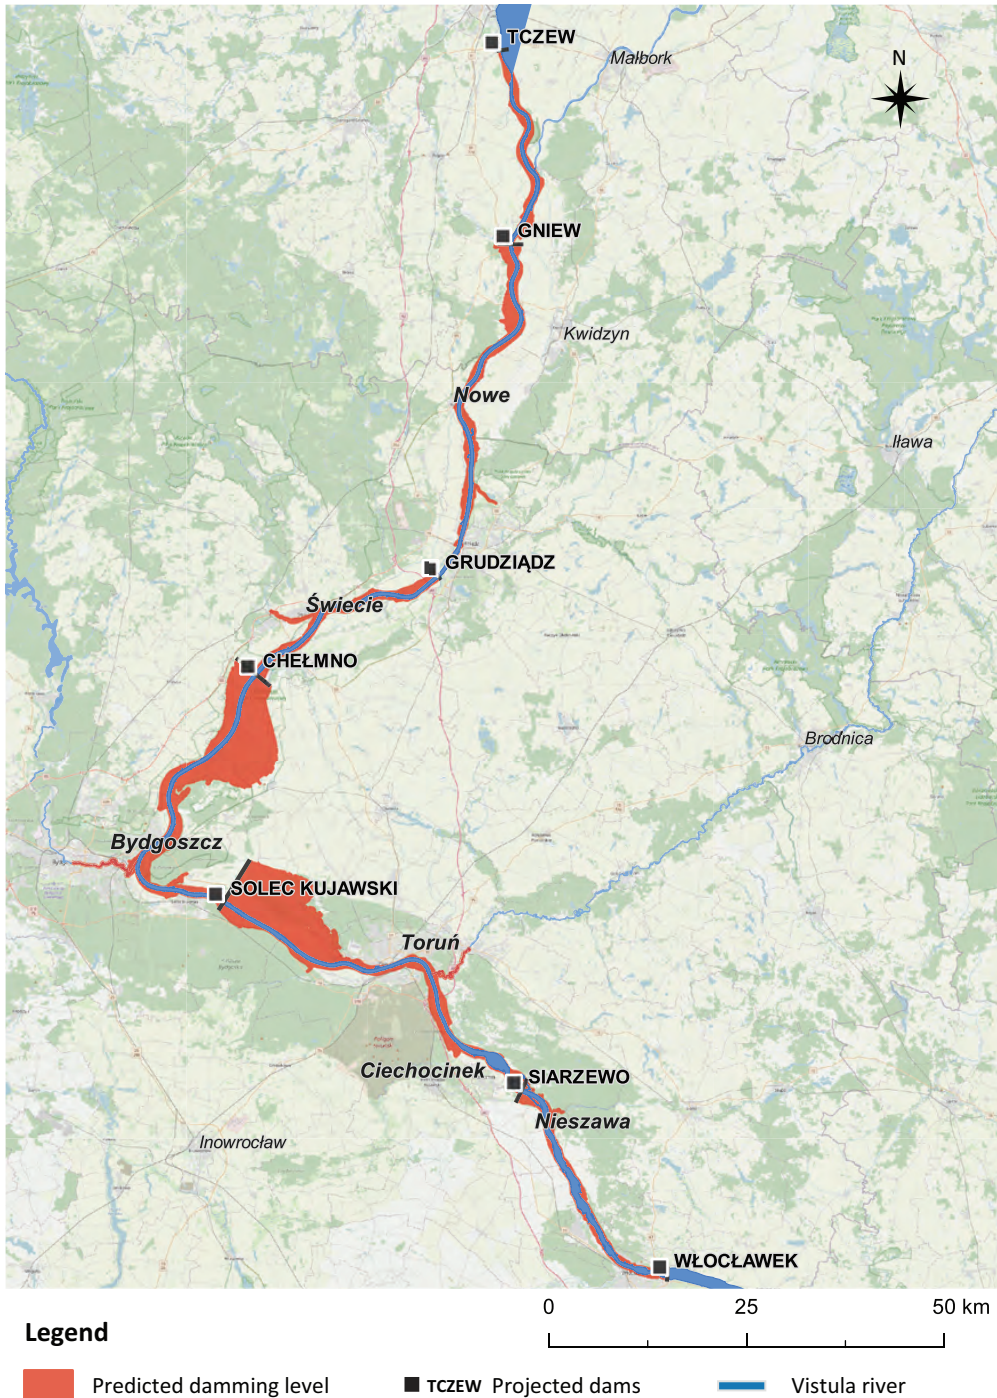 TCZEW
Malbork
N
GNIEW
Kwidzyn
Nowe
Iława
GRUDZIĄDZ
Świecie
CHEŁMNO
Brodnica
Bydgoszcz
SOLEC KUJAWSKI
Toruń
Ciechocinek
SIARZEWO
Nieszawa
Inowrocław
WŁOCŁAWEK
0 25 50 km
Legend
Predicted damming level
TCZEW Projected dams
Vistula river